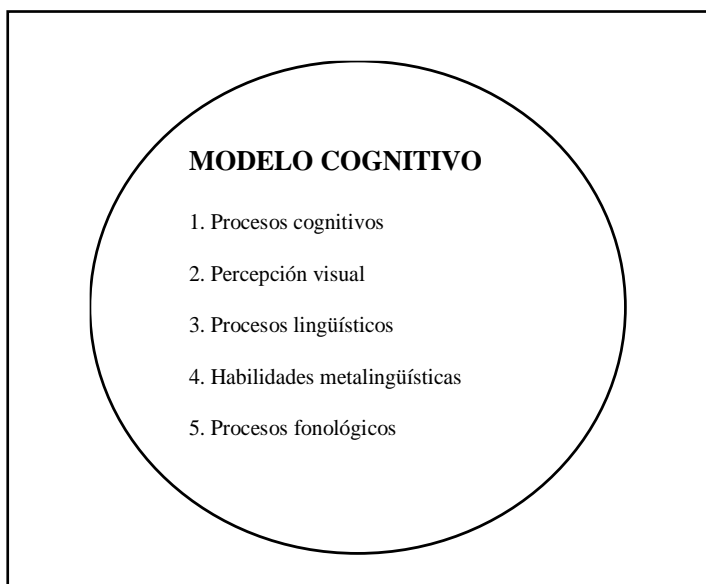 MODELO COGNITIVO
1. Procesos cognitivos
2. Percepción visual
3. Procesos lingüísticos
4. Habilidades metalingüísticas
5. Procesos fonológicos